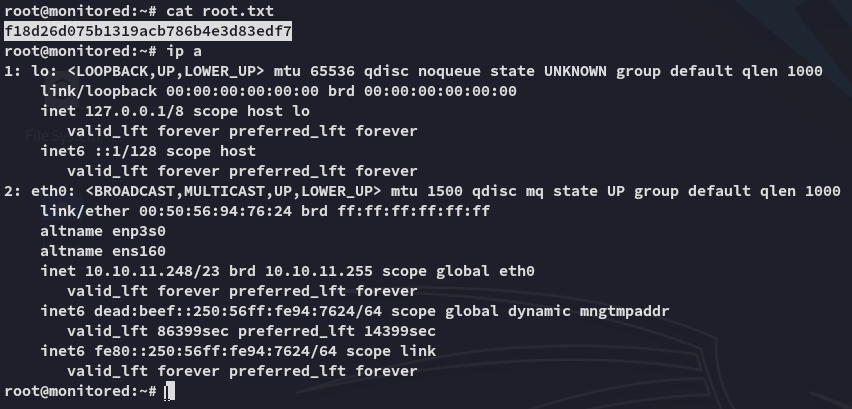 root@monitored:~# cat root.txt
f18d26d075b1319acb786b4e3d83edf7
root@monitored:~# ip a
1: lo: <LOOPBACK,UP,LOWER_UP> mtu 65536 qdisc noqueue state UNKNOWN group default qlen 1000
    link/loopback 00:00:00:00:00:00 brd 00:00:00:00:00:00
    inet 127.0.0.1/8 scope host lo
       valid_lft forever preferred_lft forever
    inet6 ::1/128 scope host
       valid_lft forever preferred_lft forever
2: eth0: <BROADCAST,MULTICAST,UP,LOWER_UP> mtu 1500 qdisc mq state UP group default qlen 1000
    link/ether 00:50:56:94:76:24 brd ff:ff:ff:ff:ff:ff
    altname enp3s0
    altname ens160
    inet 10.10.11.248/23 brd 10.10.11.255 scope global eth0
       valid_lft forever preferred_lft forever
    inet6 dead:beef::250:56ff:fe94:7624/64 scope global dynamic mngtmpaddr
       valid_lft 86399sec preferred_lft 14399sec
    inet6 fe80::250:56ff:fe94:7624/64 scope link
       valid_lft forever preferred_lft forever
root@monitored:~#